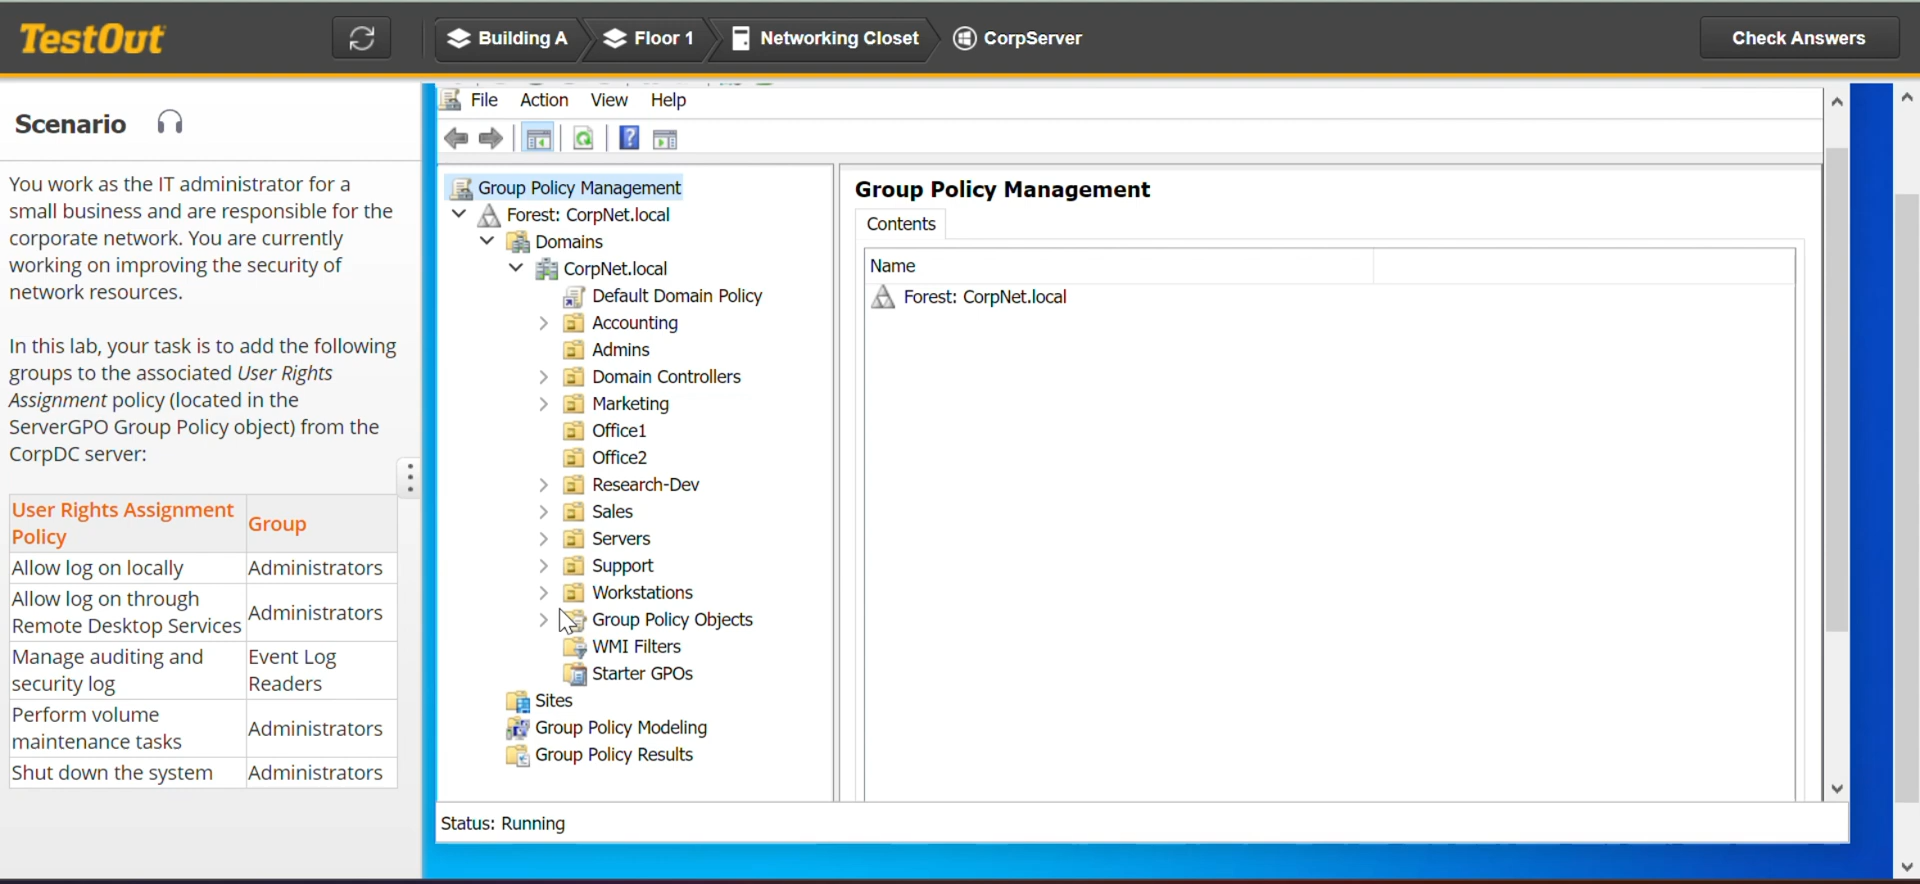 TestOut
Building A
Floor 1
Networking Closet
CorpServer
Check Answers
Scenario
You work as the IT administrator for a
small business and are responsible for the
corporate network. You are currently
working on improving the security of
network resources.
In this lab, your task is to add the following
groups to the associated User Rights
Assignment policy (located in the
ServerGPO Group Policy object) from the
CorpDC server:
User Rights Assignment
Policy
Group
Allow log on locally
Administrators
Allow log on through
Remote Desktop Services
Administrators
Manage auditing and
security log
Event Log
Readers
Perform volume
maintenance tasks
Administrators
Shut down the system
Administrators
File Action View Help
Group Policy Management
Forest: CorpNet.local
Domains
CorpNet.local
Default Domain Policy
Accounting
Admins
Domain Controllers
Marketing
Office1
Office2
Research-Dev
Sales
Servers
Support
Workstations
Group Policy Objects
WMI Filters
Starter GPOs
Sites
Group Policy Modeling
Group Policy Results
Group Policy Management
Contents
Name
Forest: CorpNet.local
Status: Running